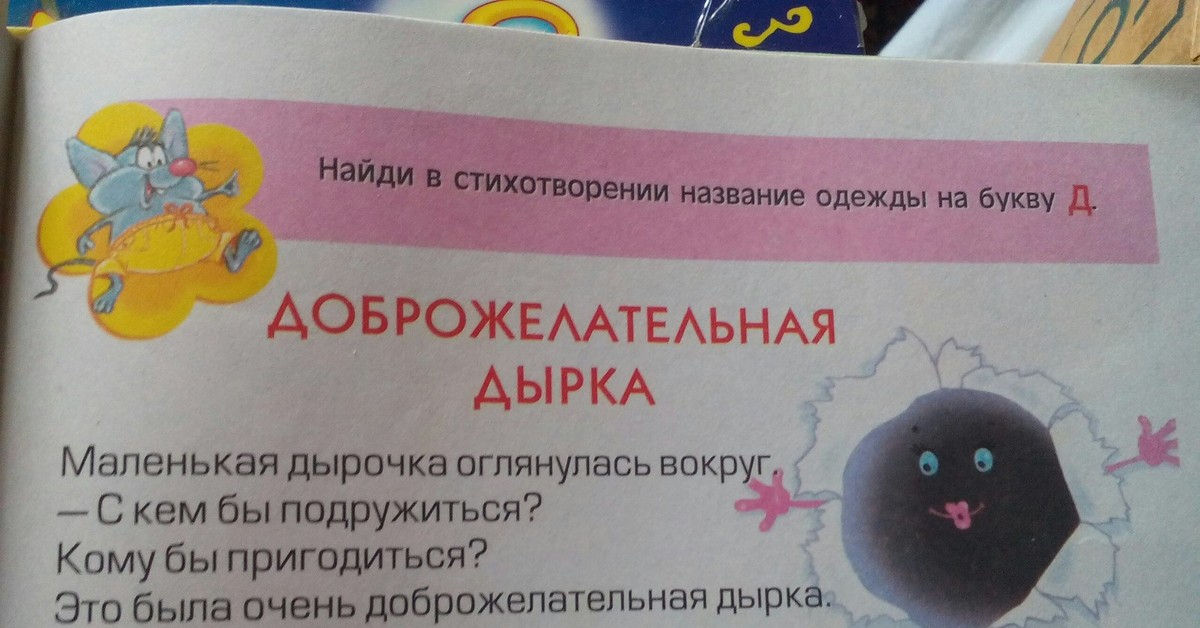 Найди в стихотворении название одежды на букву Д.
ДОБРОЖЕЛАТЕЛЬНАЯ
ДЫРКА
Маленькая дырочка оглянулась вокруг.
— С кем бы подружиться?
Кому бы пригодиться?
Это была очень доброжелательная дырка.